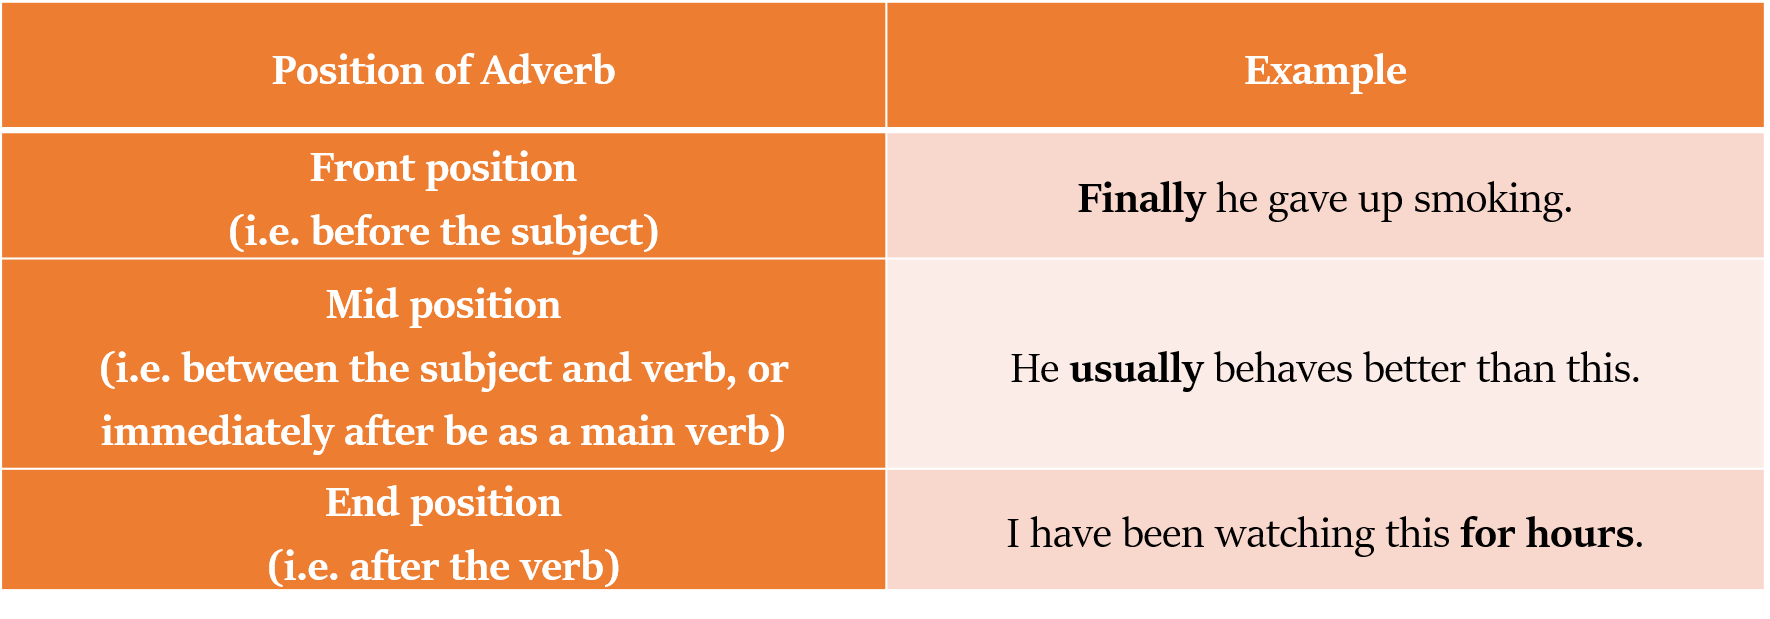 Position of Adverb
Example
Front position
(i.e. before the subject)
Finally he gave up smoking.
Mid position
(i.e. between the subject and verb, or
immediately after be as a main verb)
He usually behaves better than this.
End position
(i.e. after the verb)
I have been watching this for hours.